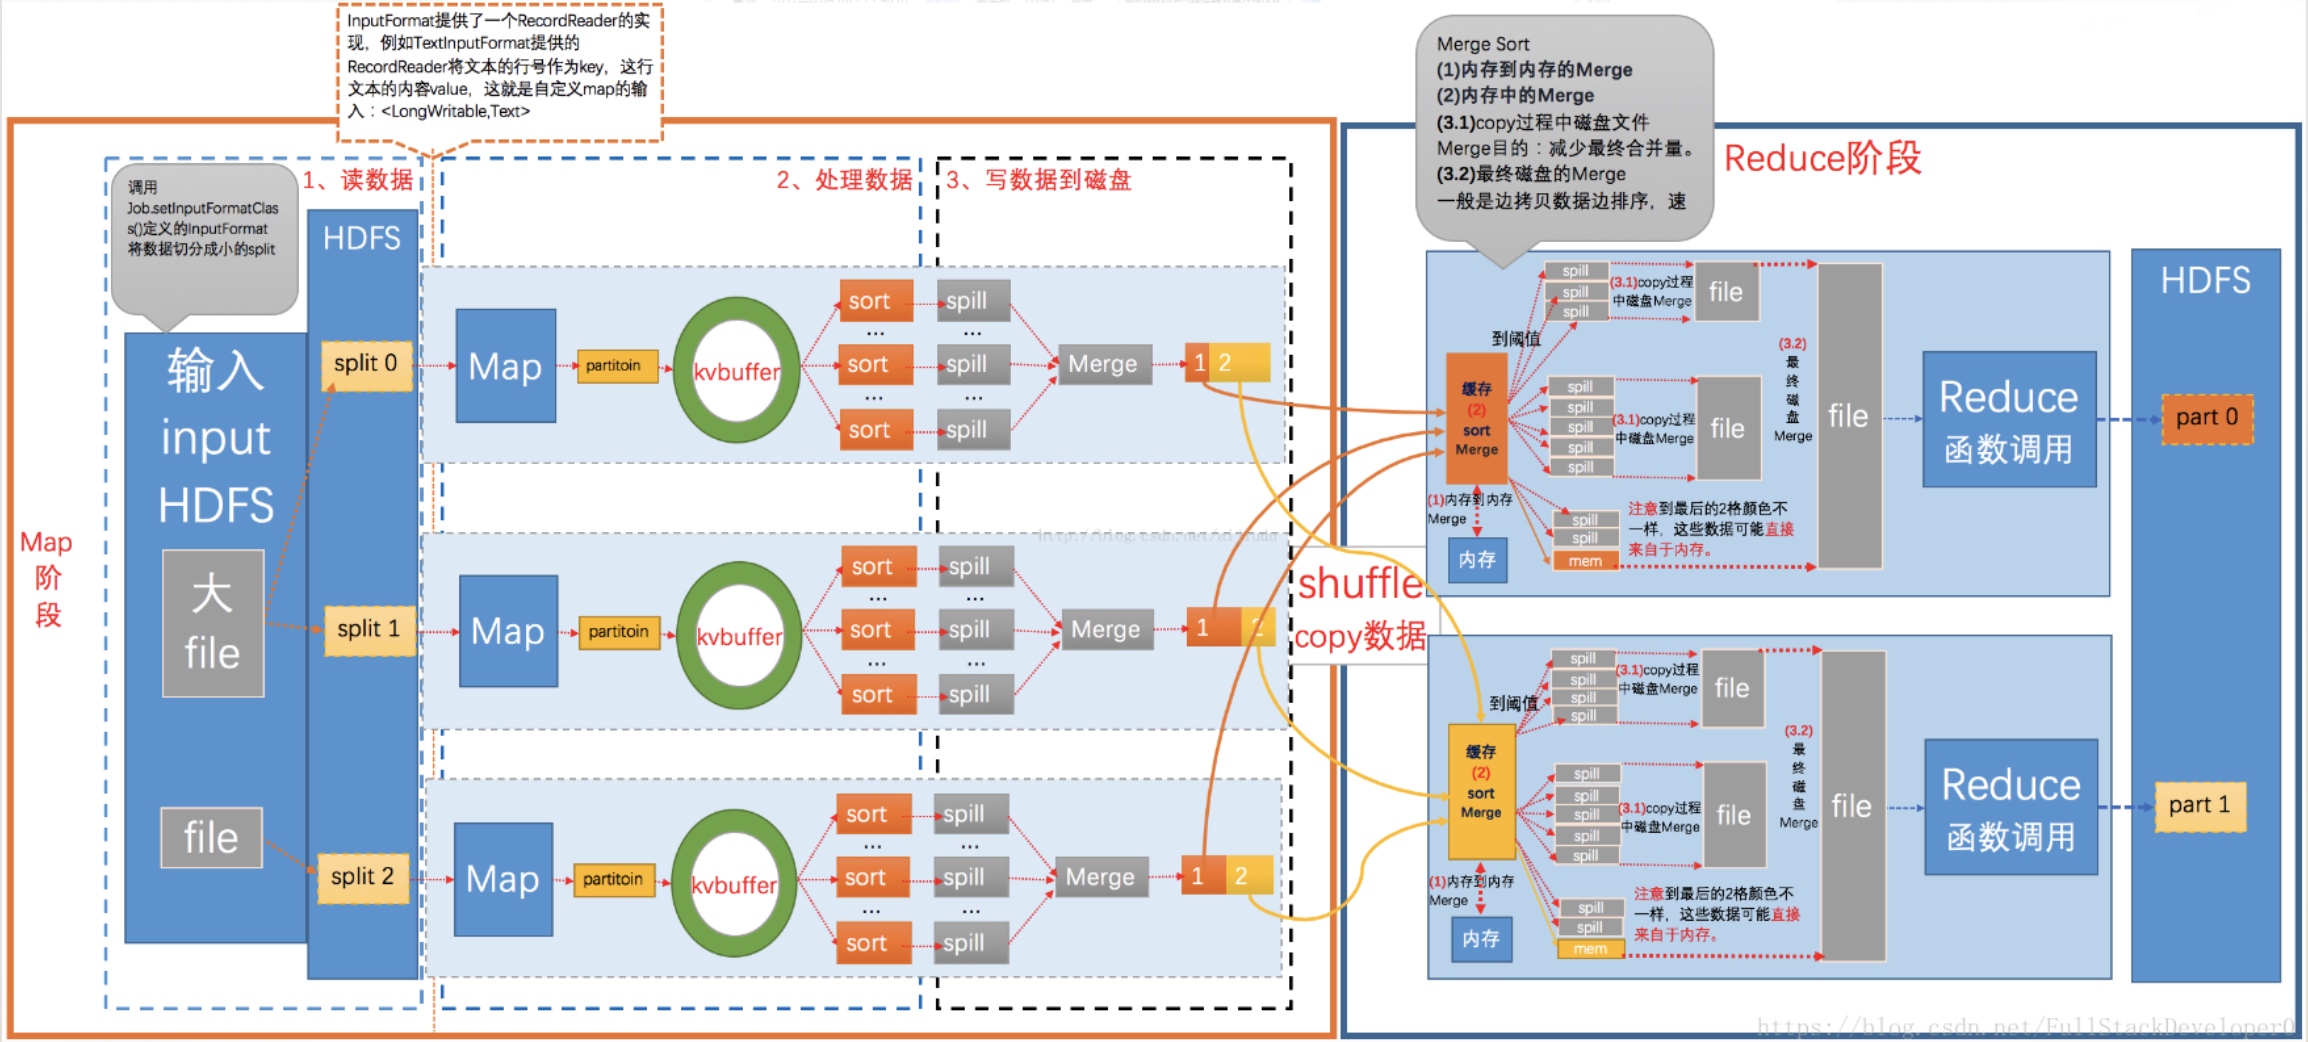 InputFormat提供了一个RecordReader的实
现，例如TextInputFormat提供的
RecordReader将文本的行号作为key，这行
文本的内容value，这就是自定义map的输
入：<LongWritable,Text>
Map
阶
段
调用
Job.setInputFormatClas
s()定义的InputFormat
将数据切分成小的split
1、读数据
HDFS
输入
input
HDFS
大
file
file
split 0
split 1
split 2
2、处理数据
3、写数据到磁盘
Map
partitoin
kvbuffer
sort
...
sort
...
sort
spill
...
spill
...
spill
Merge
1 2
Map
partitoin
kvbuffer
sort
...
sort
...
sort
spill
...
spill
...
spill
Merge
1 2
Map
partitoin
kvbuffer
sort
...
sort
...
sort
spill
...
spill
...
spill
Merge
1 2
shuffle
copy数据
Merge Sort
(1)内存到内存的Merge
(2)内存中的Merge
(3.1)copy过程中磁盘文件
Merge目的：减少最终合并量。
(3.2)最终磁盘的Merge
一般是边拷贝数据边排序，速
Reduce阶段
到阈值
缓存
(2)
sort
Merge
(1)内存到内存
Merge
内存
spill
spill
spill
(3.1)copy过程
中磁盘Merge
file
spill
spill
spill
spill
spill
(3.1)copy过程
中磁盘Merge
file
spill
spill
mem
注意到最后的2格颜色不
一样，这些数据可能直接
来自于内存。
(3.2)
最
终
磁
盘
Merge
file
Reduce
函数调用
到阈值
缓存
(2)
sort
Merge
(1)内存到内存
Merge
内存
spill
spill
spill
spill
(3.1)copy过程
中磁盘Merge
file
spill
spill
spill
spill
spill
(3.1)copy过程
中磁盘Merge
file
spill
spill
mem
注意到最后的2格颜色不
一样，这些数据可能直接
来自于内存。
(3.2)
最
终
磁
盘
Merge
file
Reduce
函数调用
HDFS
part 0
part 1
https://blog.csdn.net/FullStackDeveloper0